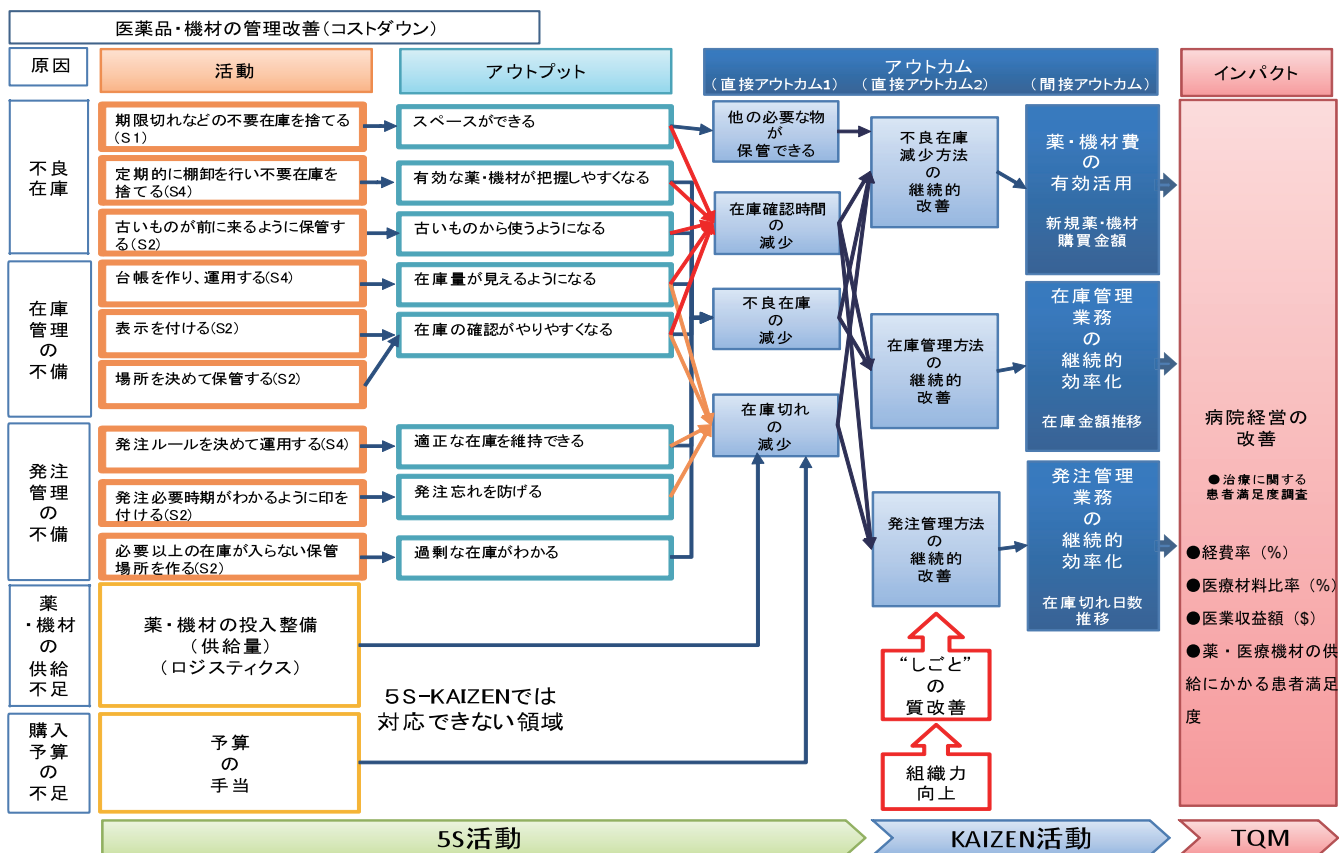 医薬品・機材の管理改善(コストダウン)
原因
活動
アウトプット
アウトカム
(直接アウトカム1)
(直接アウトカム2)
(間接アウトカム)
インパクト
不良
在庫
期限切れなどの不要在庫を捨てる
(S1)
定期的に棚卸を行い不要在庫を
捨てる(S4)
古いものが前に来るように保管す
る(S2)
スペースができる
有効な薬・機材が把握しやすくなる
古いものから使うようになる
在庫
管理
の
不備
台帳を作り、運用する(S4)
表示を付ける(S2)
場所を決めて保管する(S2)
在庫量が見えるようになる
在庫の確認がやりやすくなる
発注
管理
の
不備
発注ルールを決めて運用する(S4)
発注必要時期がわかるように印を
付ける(S2)
必要以上の在庫が入らない保管
場所を作る(S2)
適正な在庫を維持できる
発注忘れを防げる
過剰な在庫がわかる
薬
・機材
の
供給
不足
薬・機材の投入整備
(供給量)
(ロジスティクス)
購入
予算
の
不足
予算
の
手当
5S-KAIZENでは
対応できない領域
他の必要な物
が
保管できる
在庫確認時間
の
減少
不良在庫
の
減少
在庫切れ
の
減少
不良在庫
減少方法
の
継続的
改善
在庫管理方法
の
継続的
改善
発注管理方法
の
継続的
改善
“しごと”
の
質改善
組織力
向上
薬・機材費
の
有効活用
新規薬・機材
購買金額
在庫管理
業務
の
継続的
効率化
在庫金額推移
発注管理
業務
の
継続的
効率化
在庫切れ日数
推移
病院経営の
改善
●治療に関する
患者満足度調査
●経費率(%)
●医療材料比率(%)
●医業収益額($)
●薬・医療機材の供
給にかかる患者満足
度
5S活動
KAIZEN活動
TQM